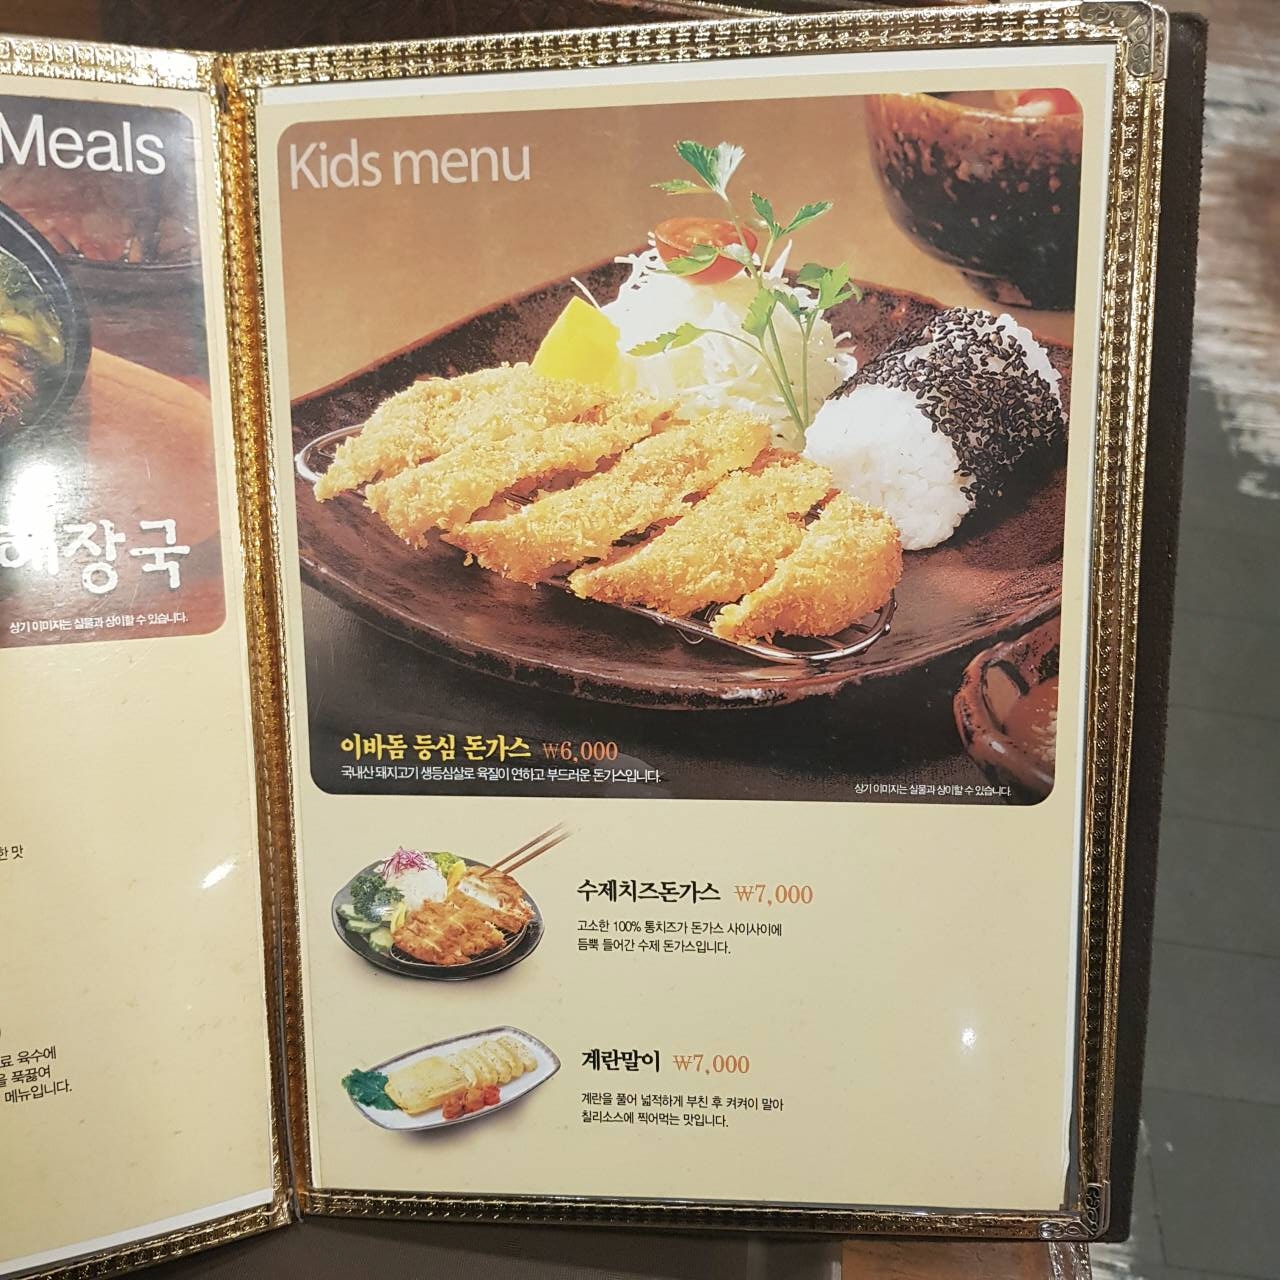 Meals
해장국
상기 이미지는 실물과 상이할 수 있습니다.
한 맛
료 육수에
을 푹끓여
메뉴입니다.
Kids menu
이바돔 등심 돈가스 ₩6,000
국내산 돼지고기 생등심살로 육질이 연하고 부드러운 돈가스입니다.
상기 이미지는 실물과 상이할 수 있습니다.
수제치즈돈가스 ₩7,000
고소한 100% 통치즈가 돈가스 사이사이에
듬뿍 들어간 수제 돈가스입니다.
계란말이 ₩7,000
계란을 풀어 넓적하게 부친 후 켜켜이 말아
칠리소스에 찍어먹는 맛입니다.